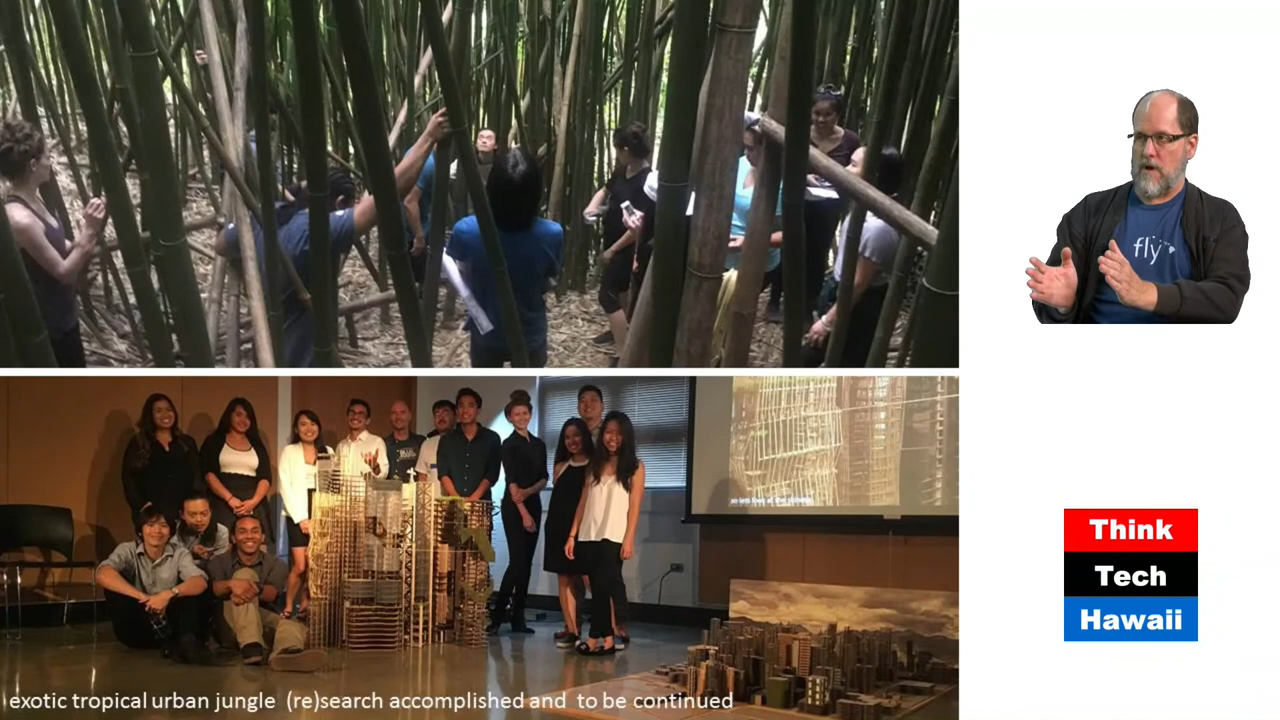 fly
Think
Tech
Hawaii
exotic tropical urban jungle (re)search accomplished and to be continued